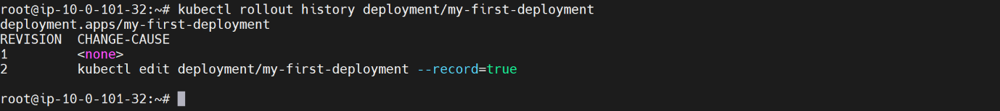 root@ip-10-0-101-32:~# kubectl rollout history deployment/my-first-deployment
deployment.apps/my-first-deployment
REVISION  CHANGE-CAUSE
1         <none>
2         kubectl edit deployment/my-first-deployment --record=true

root@ip-10-0-101-32:~#